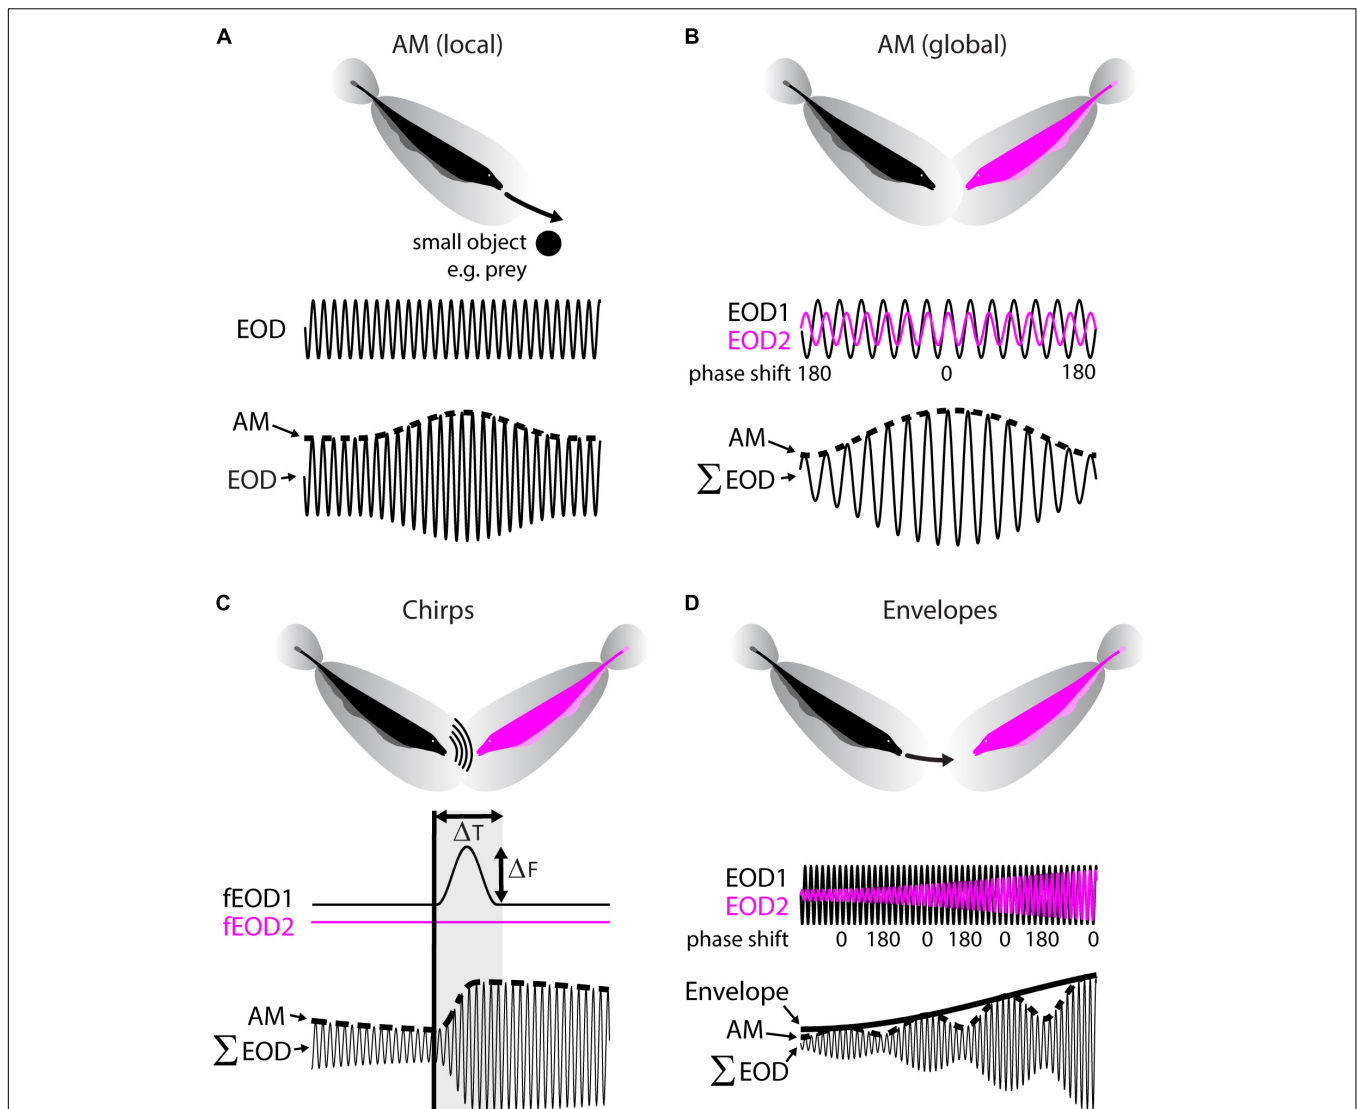 A
AM (local)
small object
e.g. prey
EOD
AM
EOD
B
AM (global)
EOD1
EOD2
phase shift 180 0 180
AM
∑EOD
C
Chirps
ΔT
ΔF
fEOD1
fEOD2
AM
∑EOD
D
Envelopes
EOD1
EOD2
phase shift 0 180 0 180 0 180 0
Envelope
AM
∑EOD